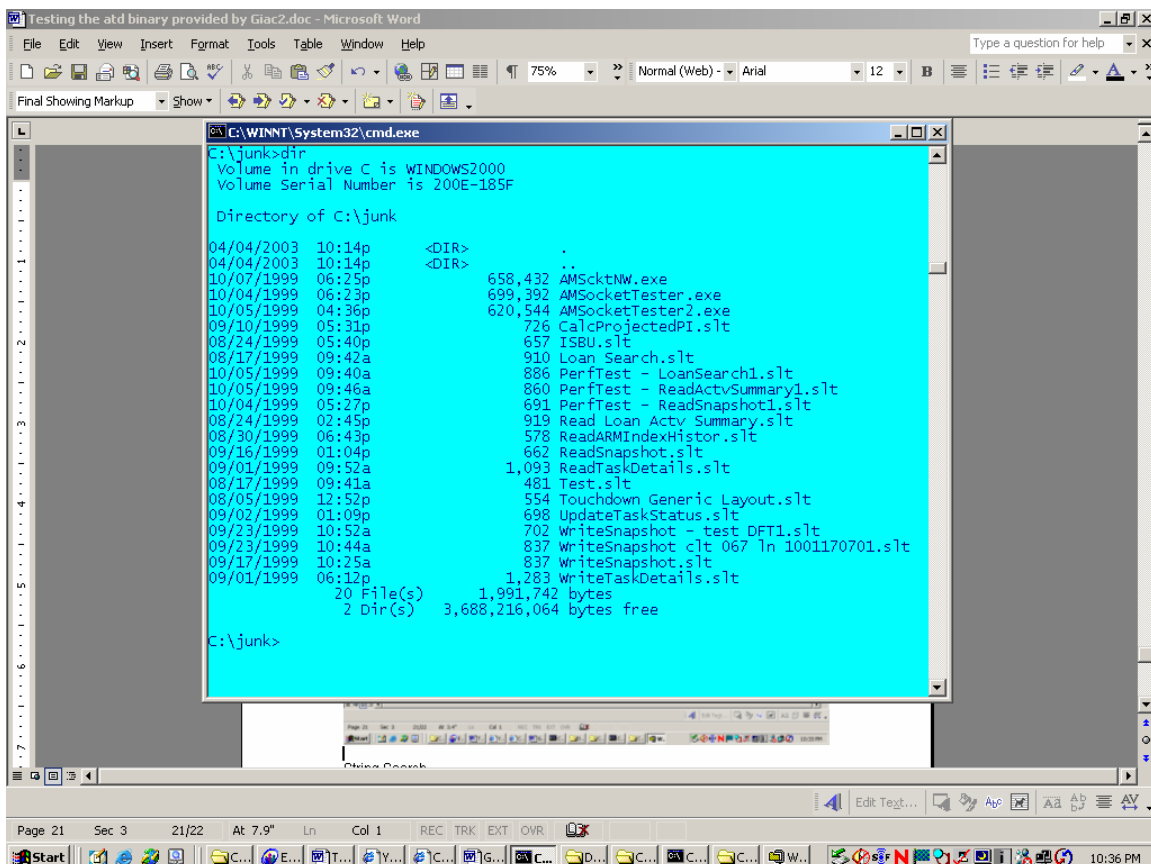 Testing the atd binary provided by Giac2.doc - Microsoft Word
File Edit View Insert Format Tools Table Window Help Type a question for help
75% Normal (Web) - Arial 12 B A
Final Showing Markup Show
C:\WINNT\System32\cmd.exe
C:\junk>dir
Volume in drive C is WINDOWS2000
Volume Serial Number is 200E-185F
Directory of C:\junk
04/04/2003 10:14p <DIR> .
04/04/2003 10:14p <DIR> ..
10/07/1999 06:25p 658,432 AMScktNW.exe
10/04/1999 06:23p 699,392 AMSocketTester.exe
10/05/1999 04:36p 620,544 AMSocketTester2.exe
09/10/1999 05:31p 726 CalcProjectedPI.slt
08/24/1999 05:40p 657 ISBU.slt
08/17/1999 09:42a 910 Loan Search.slt
10/05/1999 09:40a 886 PerfTest - LoanSearch1.slt
10/05/1999 09:46a 860 PerfTest - ReadActvSummary1.slt
10/04/1999 05:27p 691 PerfTest - ReadSnapshot1.slt
08/24/1999 02:45p 919 Read Loan Actv Summary.slt
08/30/1999 06:43p 578 ReadARMIndexHistor.slt
09/16/1999 01:04p 662 ReadSnapshot.slt
09/01/1999 09:52a 1,093 ReadTaskDetails.slt
08/17/1999 09:41a 481 Test.slt
08/05/1999 12:52p 554 Touchdown Generic Layout.slt
09/02/1999 01:09p 698 UpdateTaskStatus.slt
09/23/1999 10:52a 702 WriteSnapshot - test DFT1.slt
09/23/1999 10:44a 837 WriteSnapshot clt 067 ln 1001170701.slt
09/17/1999 10:25a 837 WriteSnapshot.slt
09/01/1999 06:12p 1,283 WriteTaskDetails.slt
20 File(s) 1,991,742 bytes
2 Dir(s) 3,688,216,064 bytes free
C:\junk>
String Search
Edit Text... Abc Aa Ab AV
Page 21 Sec 3 21/22 At 7.9" Ln Col 1 REC TRK EXT OVR
Start C... E... T... Y... C... G... C... D... C... C... C... W... 10:36 PM